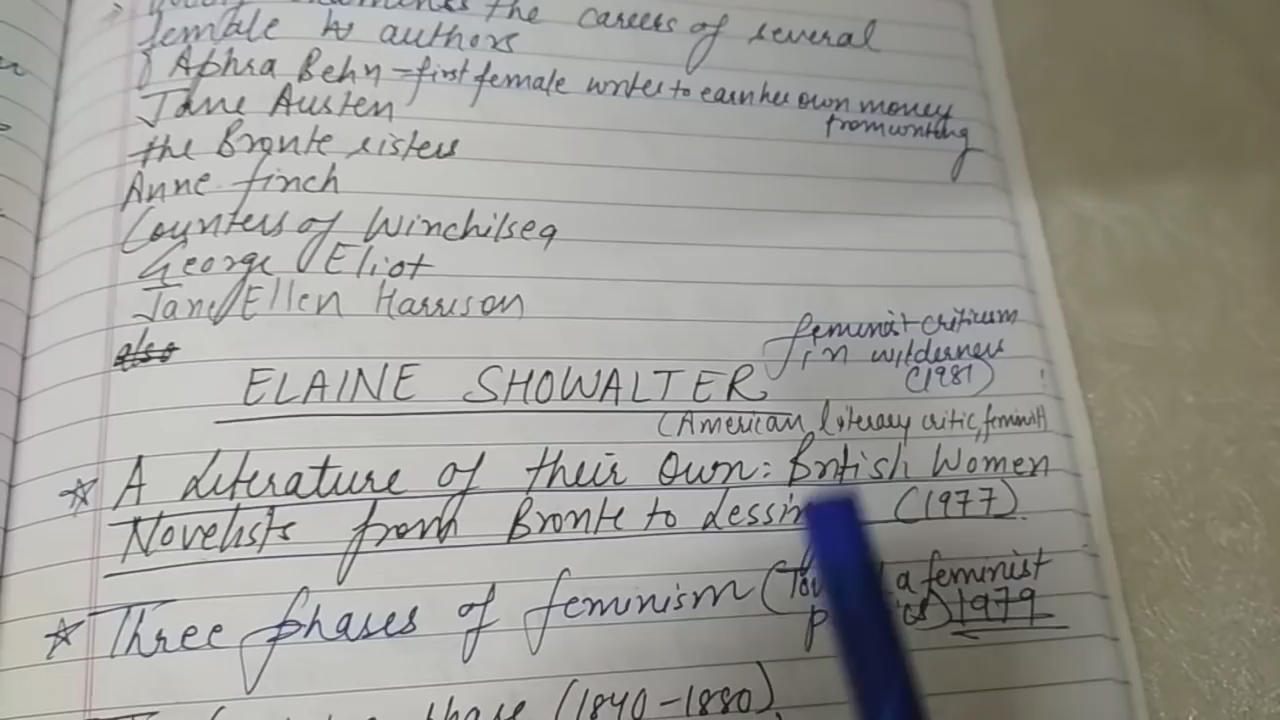 the careers of several
female authors
Aphra Behn - first female writer to earn her own money
from writing
Jane Austen
the Bronte sisters
Anne finch
Counters of Winchilsea
George Eliot
Jane Ellen Harrison
also
feminist criticism
in wilderness
(1981)
ELAINE SHOWALTER
(American literary critic, feminist)
A Literature of their Own: British Women
Novelists from Bronte to Lessing (1977).
Three phases of feminism (
a feminist
1979
phase (1840-1880)